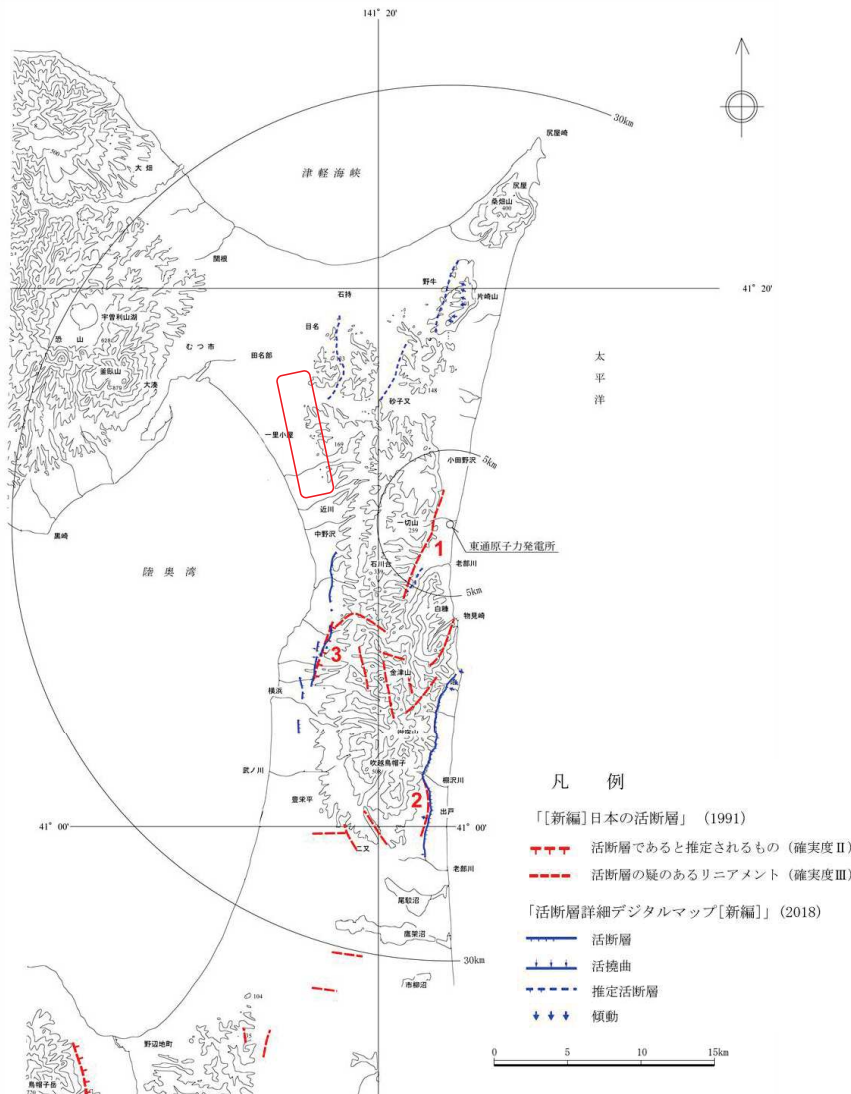 141° 20'
30km
尻屋崎
大畑
津軽海峡
尻屋
桑畑山
400
500
関根
石持
野牛
41° 20'
片崎山
宇曽利山湖
目名
恐山
828
むつ市
田名部
釜臥山
879
大湊
太平洋
148
砂子又
一里小屋
160
小田野沢
5km
近川
一切山
239
黒崎
中野沢
1
東通原子力発電所
陸奥湾
石川台
老部川
5km
白糠
物見崎
3
金津山
横浜
吹越烏帽子
508
武ノ川
棚沢川
豊栄平
2
出戸
41° 00'
二又
老部川
尾駮沼
鷹架沼
30km
市柳沼
104
野辺地町
烏帽子岳
凡 例
「[新編]日本の活断層」 (1991)
活断層であると推定されるもの (確実度Ⅱ)
活断層の疑のあるリニアメント (確実度Ⅲ)
「活断層詳細デジタルマップ[新編]」(2018)
活断層
活撓曲
推定活断層
傾動
0 5 10 15km